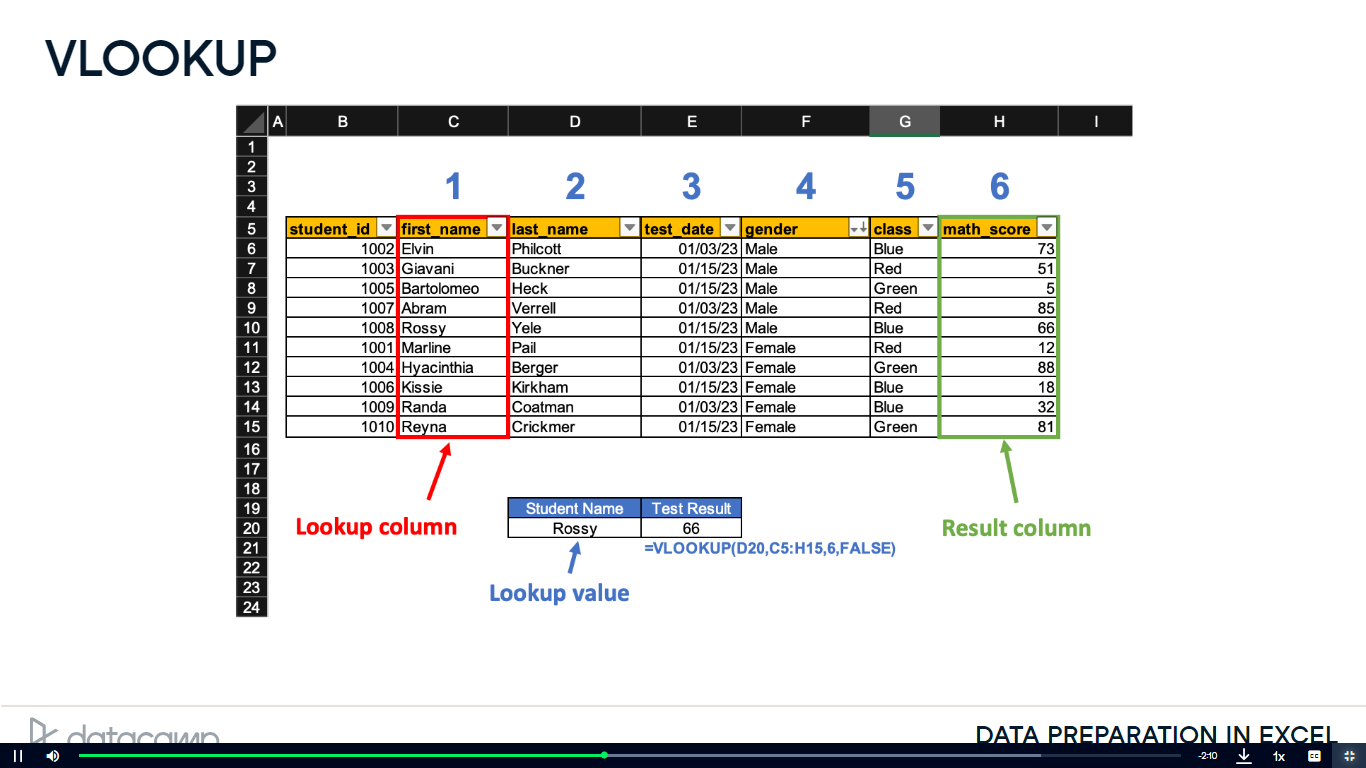 VLOOKUP
A B C D E F G H I
1
2
3 1 2 3 4 5 6
4
5 student_id first_name last_name test_date gender class math_score
6 1002 Elvin Philcott 01/03/23 Male Blue 73
7 1003 Giavani Buckner 01/15/23 Male Red 51
8 1005 Bartolomeo Heck 01/15/23 Male Green 5
9 1007 Abram Verrell 01/03/23 Male Red 85
10 1008 Rossy Yele 01/15/23 Male Blue 66
11 1001 Marline Pail 01/15/23 Female Red 12
12 1004 Hyacinthia Berger 01/03/23 Female Green 88
13 1006 Kissie Kirkham 01/15/23 Female Blue 18
14 1009 Randa Coatman 01/03/23 Female Blue 32
15 1010 Reyna Crickmer 01/15/23 Female Green 81
16
17
18
19 Student Name Test Result
20 Rossy 66
Lookup column
Result column
21 =VLOOKUP(D20,C5:H15,6,FALSE)
22
23 Lookup value
24
datacamp DATA PREPARATION IN EXCEL
-2:10 1x CC